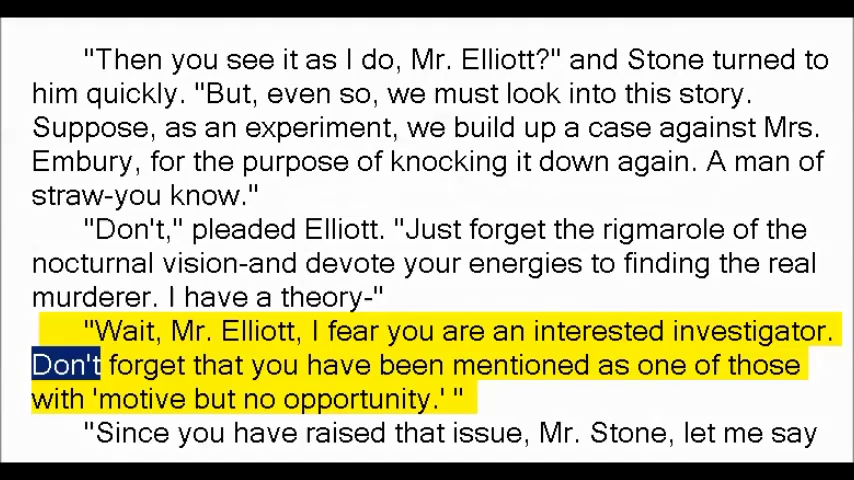 "Then you see it as I do, Mr. Elliott?" and Stone turned to
him quickly. "But, even so, we must look into this story.
Suppose, as an experiment, we build up a case against Mrs.
Embury, for the purpose of knocking it down again. A man of
straw-you know."
"Don't," pleaded Elliott. "Just forget the rigmarole of the
nocturnal vision-and devote your energies to finding the real
murderer. I have a theory-"
"Wait, Mr. Elliott, I fear you are an interested investigator.
Don't forget that you have been mentioned as one of those
with 'motive but no opportunity.' "
"Since you have raised that issue, Mr. Stone, let me say